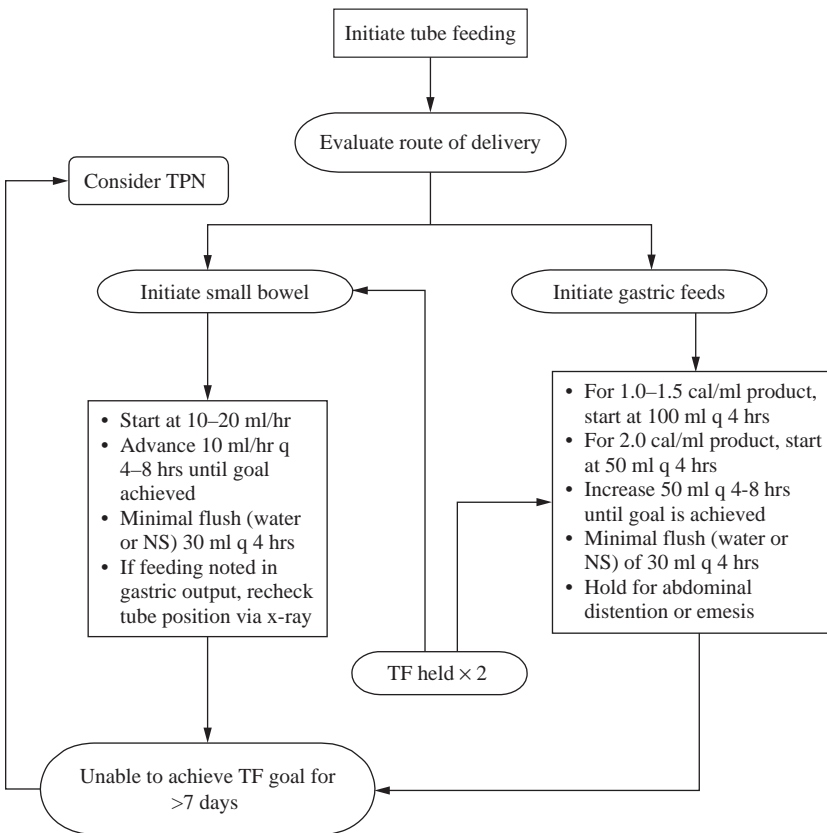 Initiate tube feeding
Evaluate route of delivery
Consider TPN
Initiate small bowel
Initiate gastric feeds
• Start at 10–20 ml/hr
• Advance 10 ml/hr q
4–8 hrs until goal
achieved
• Minimal flush (water
or NS) 30 ml q 4 hrs
• If feeding noted in
gastric output, recheck
tube position via x-ray
• For 1.0–1.5 cal/ml product,
start at 100 ml q 4 hrs
• For 2.0 cal/ml product, start
at 50 ml q 4 hrs
• Increase 50 ml q 4-8 hrs
until goal is achieved
• Minimal flush (water or
NS) of 30 ml q 4 hrs
• Hold for abdominal
distention or emesis
TF held × 2
Unable to achieve TF goal for
>7 days